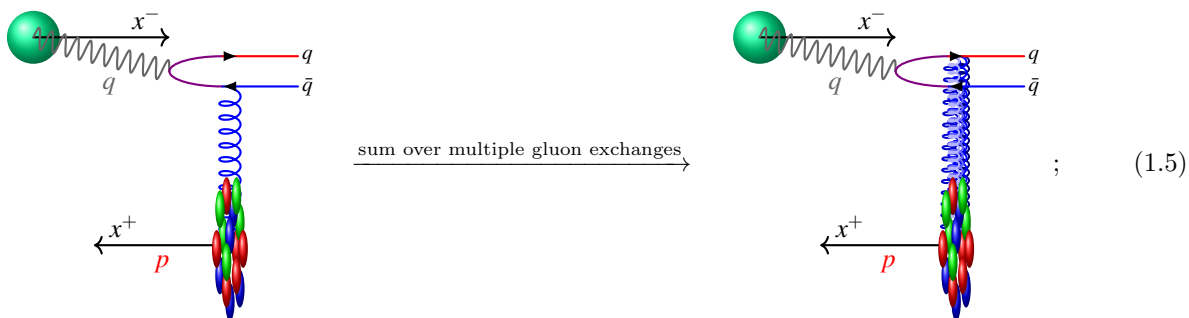 x⁻ x⁻
q q
q q
q̄ q̄
sum over multiple gluon exchanges
; (1.5)
x⁺ x⁺
p p